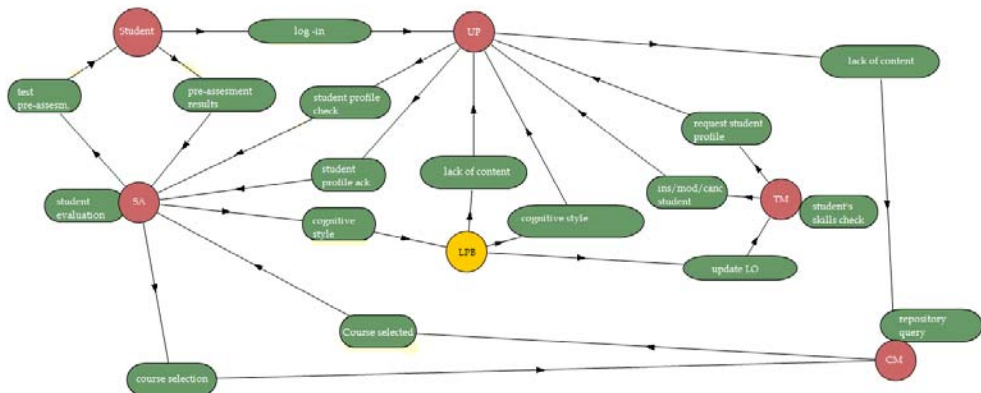 Student
log -in
UP
lack of content
test
pre-assesm.
pre-assesment
results
student profile
check
request student
profile
student
profile ack
lack of content
ins/mod/canc
student
TM
student's
skills check
student
evaluation
SA
cognitive
style
cognitive style
LPB
update LO
repository
query
Course selected
CM
course selection